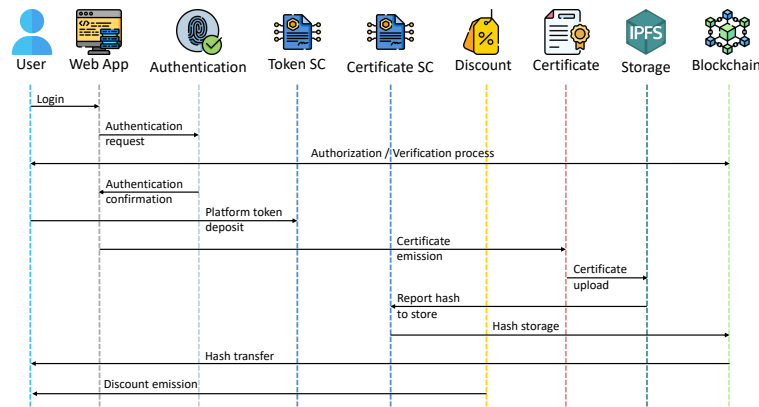 IPFS
User
Web App
Authentication
Token SC
Certificate SC
Discount
Certificate
Storage
Blockchain
Login
Authentication
request
Authorization / Verification process
Authentication
confirmation
Platform token
deposit
Certificate
emission
Certificate
upload
Report hash
to store
Hash storage
Hash transfer
Discount emission